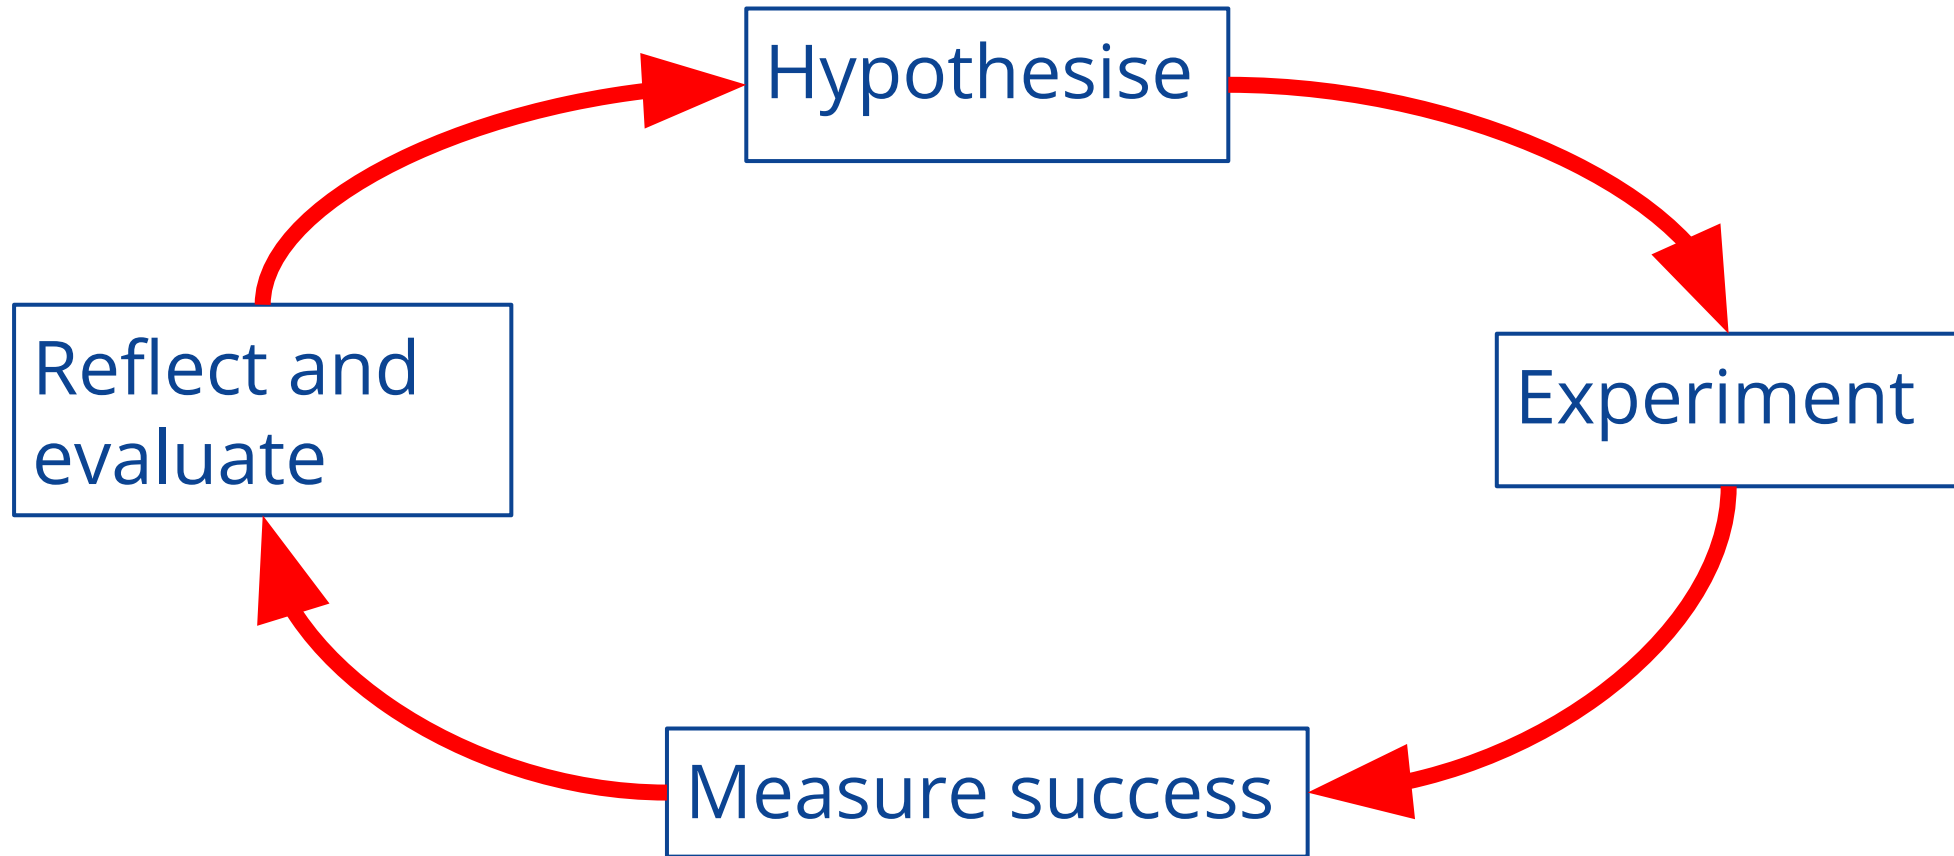 Hypothesise
Experiment
Measure success
Reflect and
evaluate